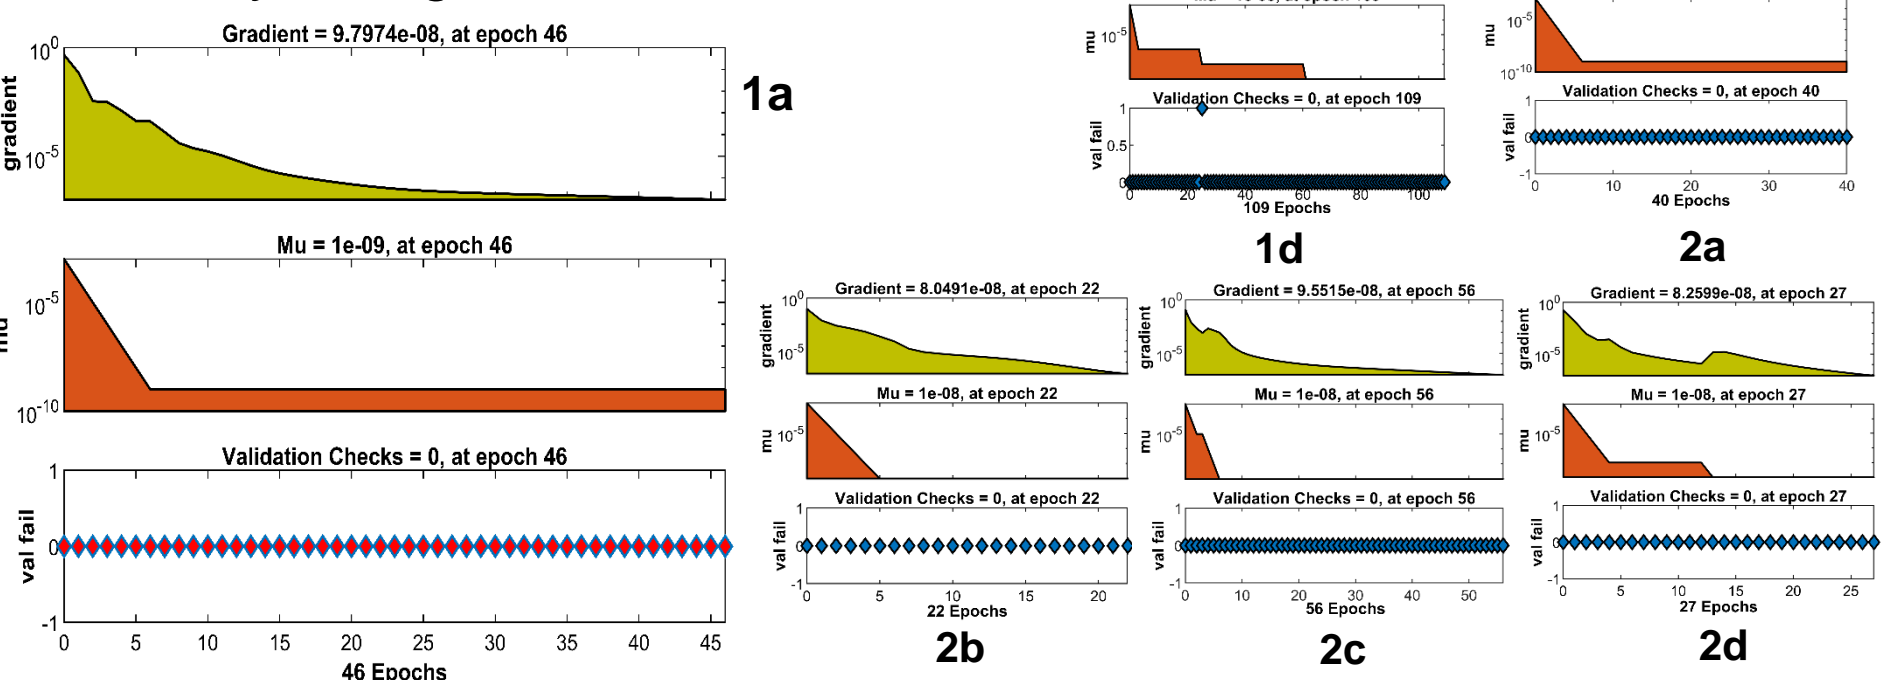 Gradient = 9.7974e-08, at epoch 46
10^0
10^-5
gradient
1a
Mu = 1e-09, at epoch 46
10^-5
10^-10
mu
Validation Checks = 0, at epoch 46
1
0
-1
val fail
0 5 10 15 20 25 30 35 40 45
46 Epochs
mu
10^-5
Validation Checks = 0, at epoch 109
1
0.5
0
val fail
0 20 40 60 80 100
109 Epochs
1d
mu
10^-5
10^-10
Validation Checks = 0, at epoch 40
1
0
-1
val fail
0 10 20 30 40
40 Epochs
2a
Gradient = 8.0491e-08, at epoch 22
10^0
10^-5
gradient
Mu = 1e-08, at epoch 22
10^-5
mu
Validation Checks = 0, at epoch 22
1
0
-1
val fail
0 5 10 15 20
22 Epochs
2b
Gradient = 9.5515e-08, at epoch 56
10^0
10^-5
gradient
Mu = 1e-08, at epoch 56
10^-5
mu
Validation Checks = 0, at epoch 56
1
0
-1
val fail
0 10 20 30 40 50
56 Epochs
2c
Gradient = 8.2599e-08, at epoch 27
10^0
10^-5
gradient
Mu = 1e-08, at epoch 27
10^-5
mu
Validation Checks = 0, at epoch 27
1
0
-1
val fail
0 5 10 15 20 25
27 Epochs
2d